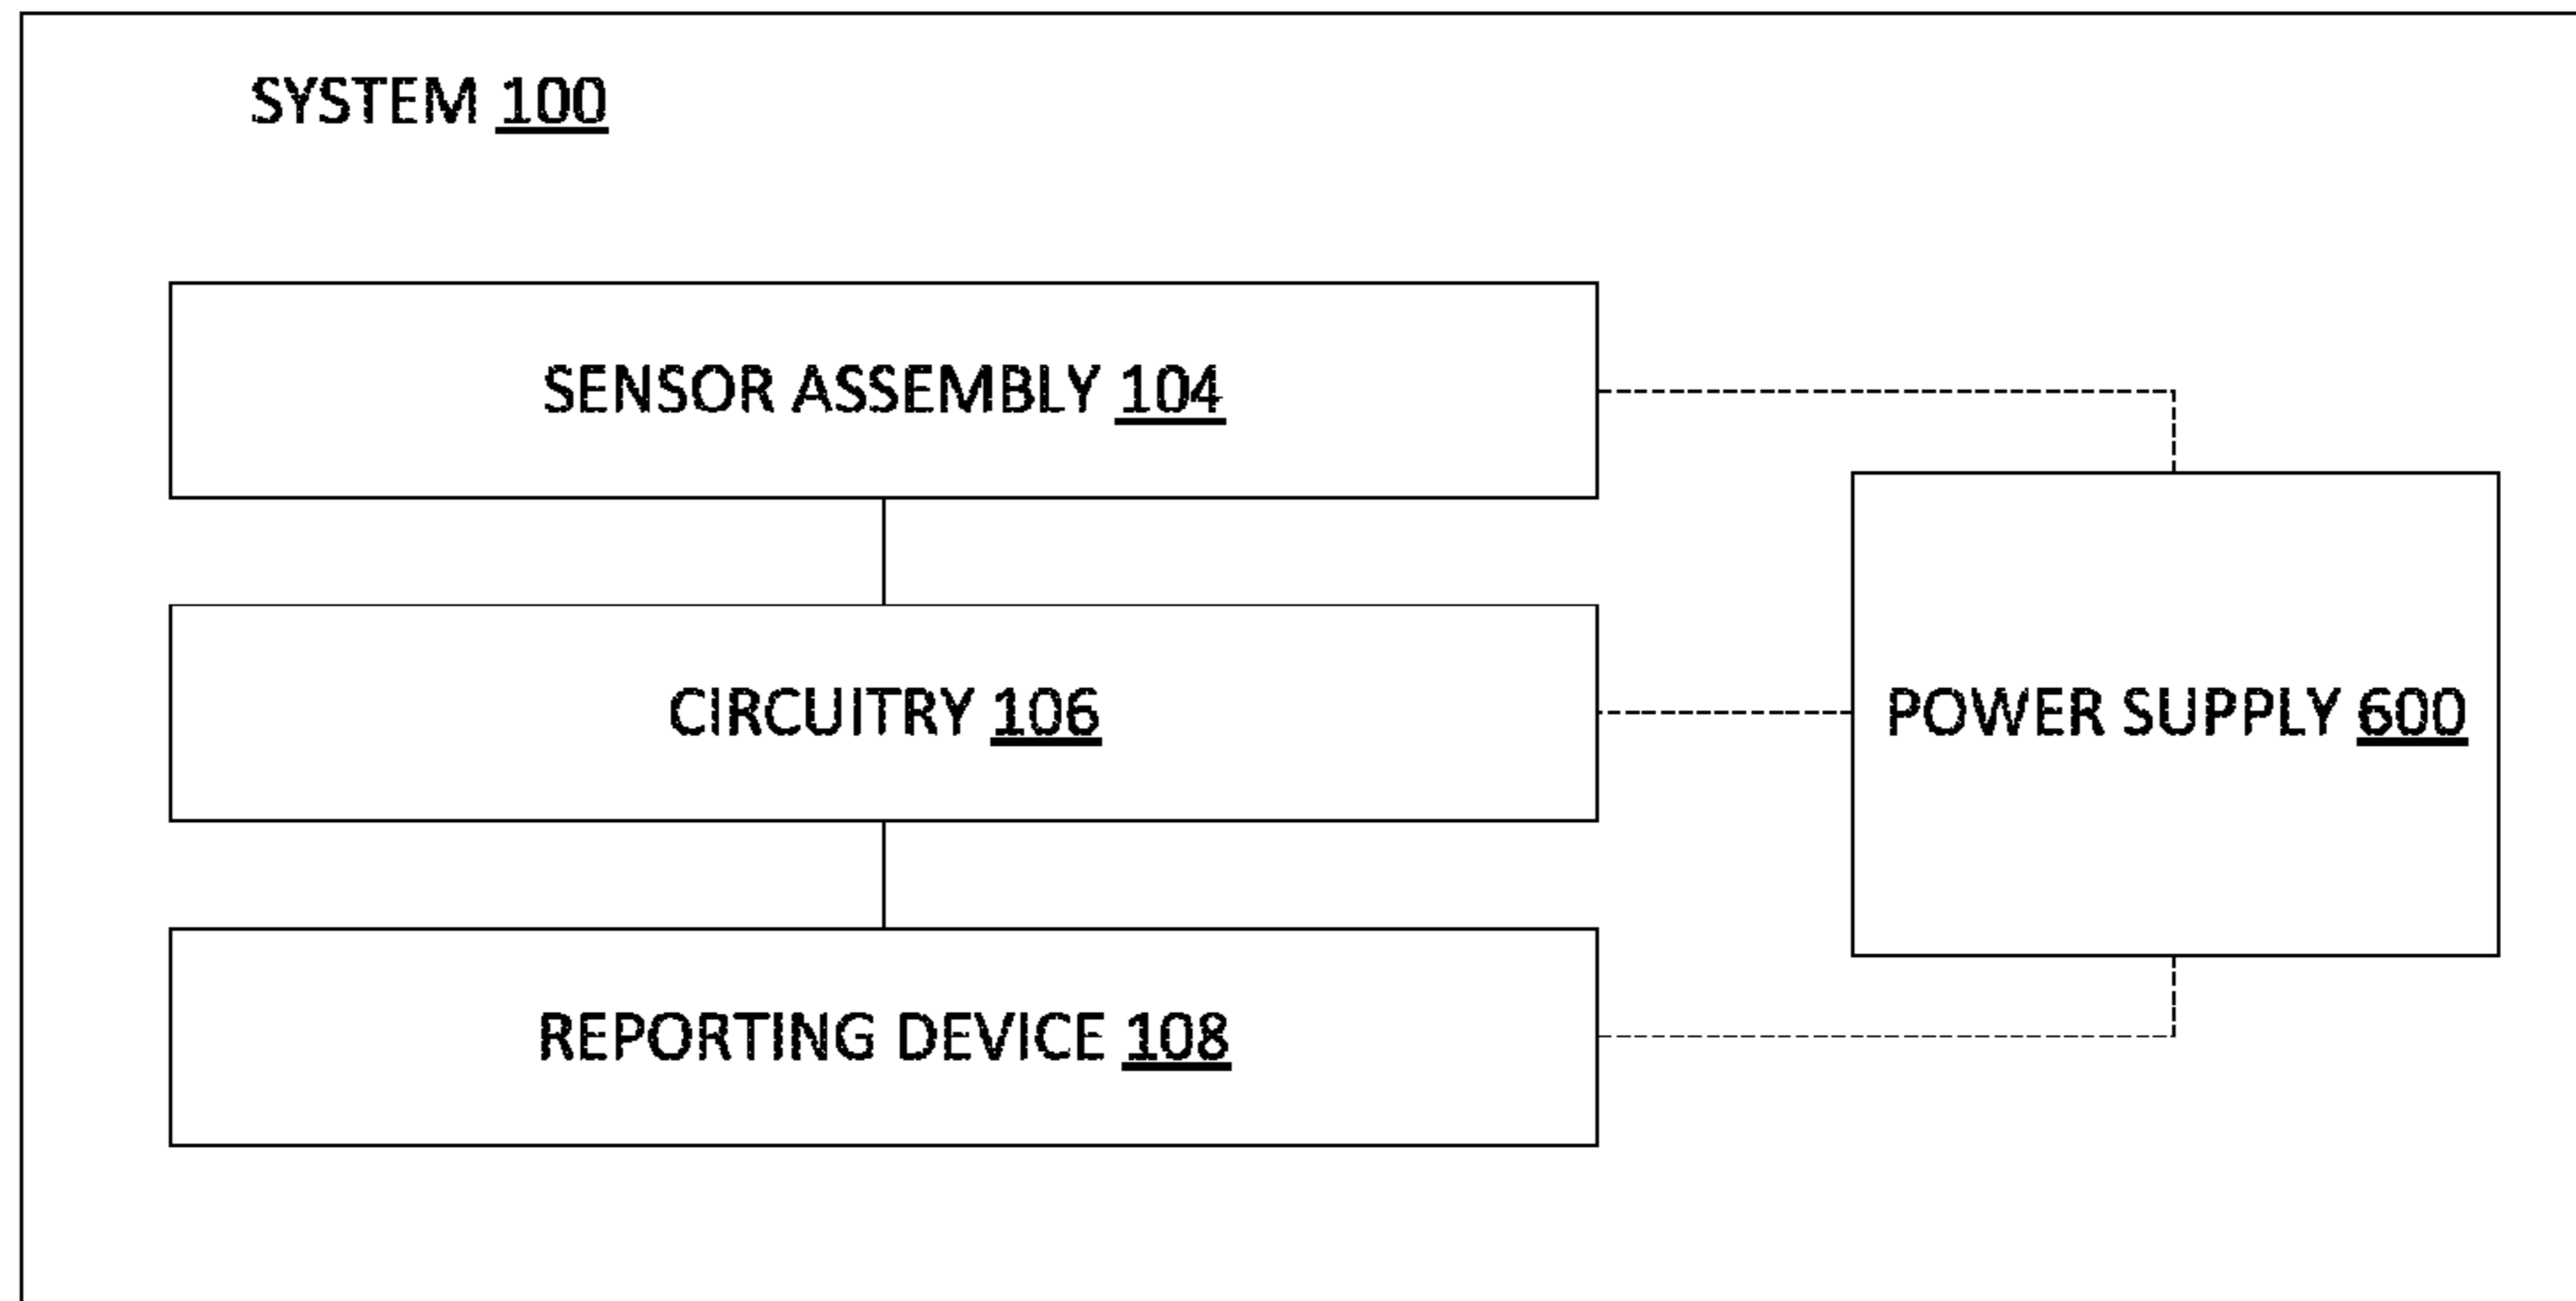 SYSTEM 100
SENSOR ASSEMBLY 104
CIRCUITRY 106
POWER SUPPLY 600
REPORTING DEVICE 108